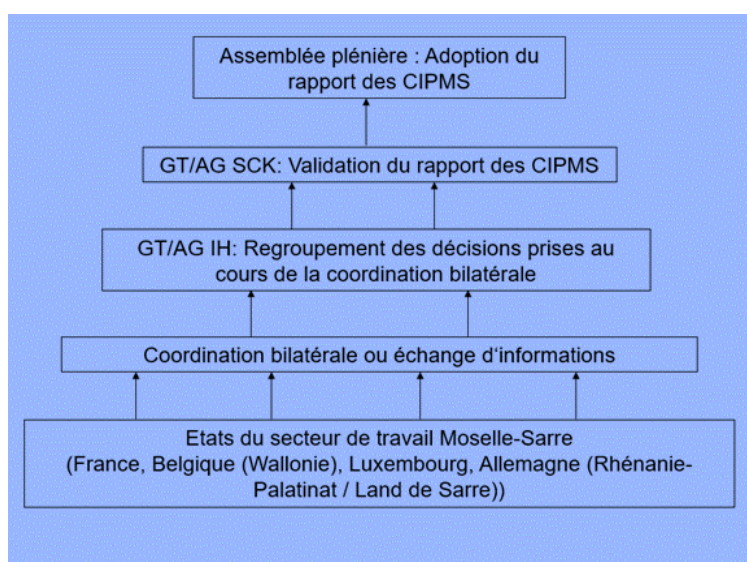 Assemblée plénière : Adoption du
rapport des CIPMS
GT/AG SCK: Validation du rapport des CIPMS
GT/AG IH: Regroupement des décisions prises au
cours de la coordination bilatérale
Coordination bilatérale ou échange d‘informations
Etats du secteur de travail Moselle-Sarre
(France, Belgique (Wallonie), Luxembourg, Allemagne (Rhénanie-
Palatinat / Land de Sarre))